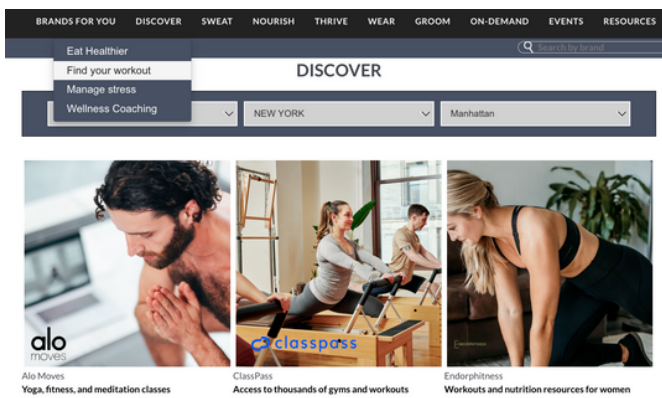 BRANDS FOR YOU DISCOVER SWEAT NOURISH THRIVE WEAR GROOM ON-DEMAND EVENTS RESOURCES
Eat Healthier
Search by brand
Find your workout
DISCOVER
Manage stress
Wellness Coaching
NEW YORK
Manhattan
alo
moves
classpass
ENDORPHITNESS
Alo Moves
ClassPass
Endorphitness
Yoga, fitness, and meditation classes
Access to thousands of gyms and workouts
Workouts and nutrition resources for women